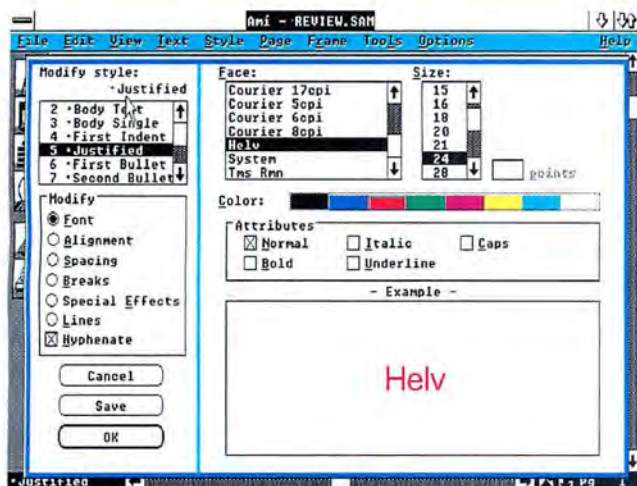 Ami - REVIEW.SAM
File Edit View Text Style Page Frame Tools Options Help
Modify style:
•Justified
2 •Body Text
3 •Body Single
4 •First Indent
5 •Justified
6 •First Bullet
7 •Second Bullet
Modify
Font
Alignment
Spacing
Breaks
Special Effects
Lines
Hyphenate
Cancel
Save
OK
Face:
Courier 17cpi
Courier 5cpi
Courier 6cpi
Courier 8cpi
Helv
System
Tms Rmn
Size:
15
16
18
20
21
24
28
points
Color:
Attributes
Normal Italic Caps
Bold Underline
- Example -
Helv
•Justified Pg 1